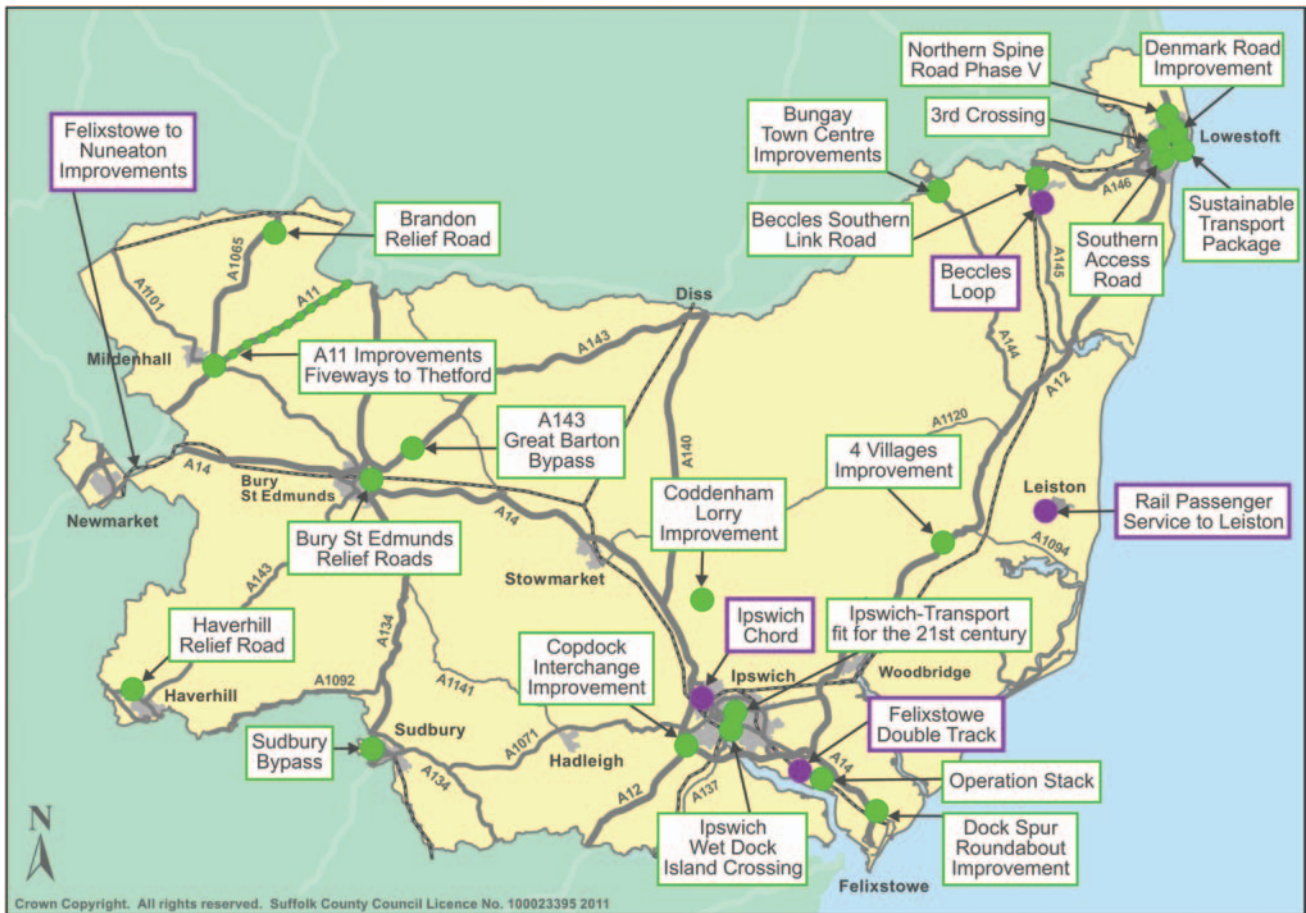 Northern Spine
Road Phase V
Denmark Road
Improvement
Felixstowe to
Nuneaton
Improvements
Bungay
Town Centre
Improvements
3rd Crossing
Lowestoft
Brandon
Relief Road
Beccles Southern
Link Road
A146
Sustainable
Transport
Package
A1065
A1101
A11
Beccles
Loop
A145
Southern
Access
Road
Diss
Mildenhall
A11 Improvements
Fiveways to Thetford
A143
A144
A12
A143
Great Barton
Bypass
A140
A1120
4 Villages
Improvement
A14
Bury
St Edmunds
Newmarket
Coddenham
Lorry
Improvement
Leiston
Rail Passenger
Service to Leiston
A14
Bury St Edmunds
Relief Roads
Stowmarket
A1094
A143
A134
Haverhill
Relief Road
Ipswich
Chord
Ipswich-Transport
fit for the 21st century
Copdock
Interchange
Improvement
Ipswich
Woodbridge
Haverhill
A1092
A1141
Felixstowe
Double Track
Sudbury
Sudbury
Bypass
A1071
Hadleigh
A134
A12
A137
A14
Operation Stack
Ipswich
Wet Dock
Island Crossing
Dock Spur
Roundabout
Improvement
N
Felixstowe
Crown Copyright. All rights reserved. Suffolk County Council Licence No. 100023395 2011